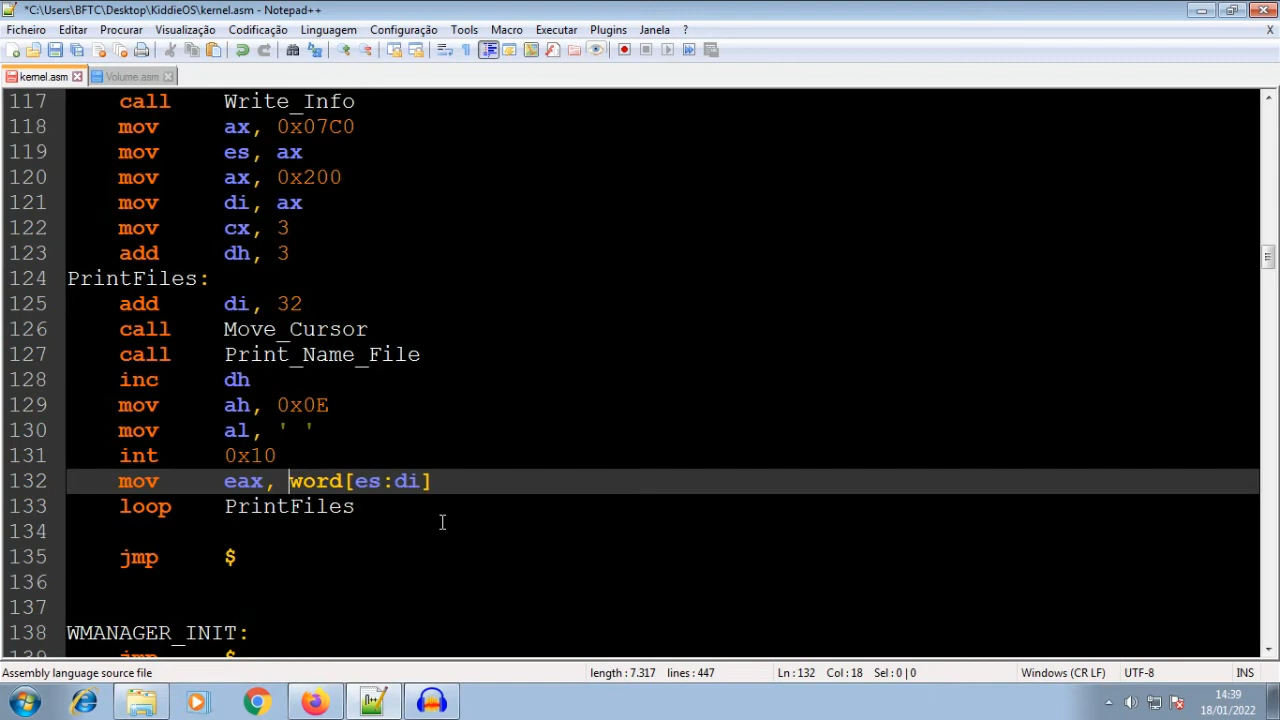 *C:\Users\BFTC\Desktop\KiddieOS\kernel.asm - Notepad++
Ficheiro Editar Procurar Visualização Codificação Linguagem Configuração Tools Macro Executar Plugins Janela ? X
kernel.asm Volume.asm
117 call Write_Info
118 mov ax, 0x07C0
119 mov es, ax
120 mov ax, 0x200
121 mov di, ax
122 mov cx, 3
123 add dh, 3
124 PrintFiles:
125 add di, 32
126 call Move_Cursor
127 call Print_Name_File
128 inc dh
129 mov ah, 0x0E
130 mov al, ' '
131 int 0x10
132 mov eax, word[es:di]
133 loop PrintFiles
134
135 jmp $
136
137
138 WMANAGER_INIT:
139 jmp $
Assembly language source file length : 7.317 lines : 447 Ln : 132 Col : 18 Sel : 0 | 0 Windows (CR LF) UTF-8 INS
14:39
18/01/2022